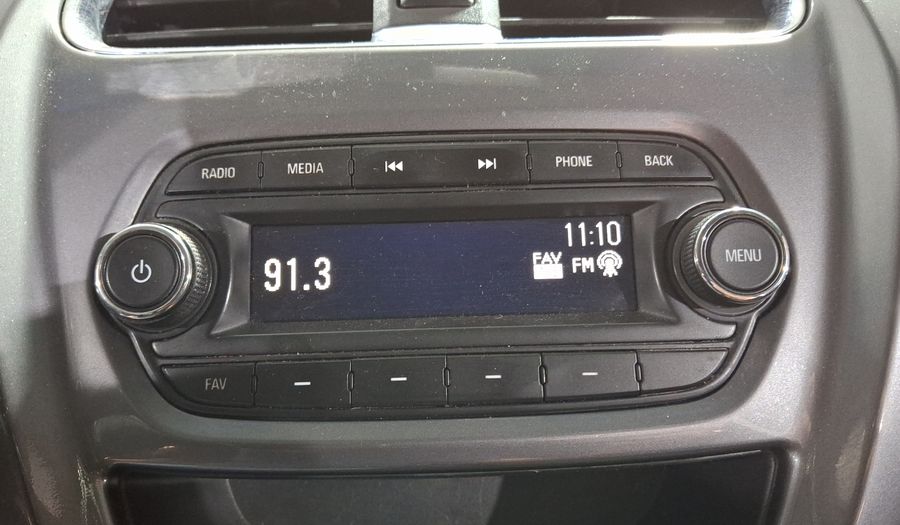 RADIO MEDIA PHONE BACK
11:10
91.3 FAV FM
MENU
FAV